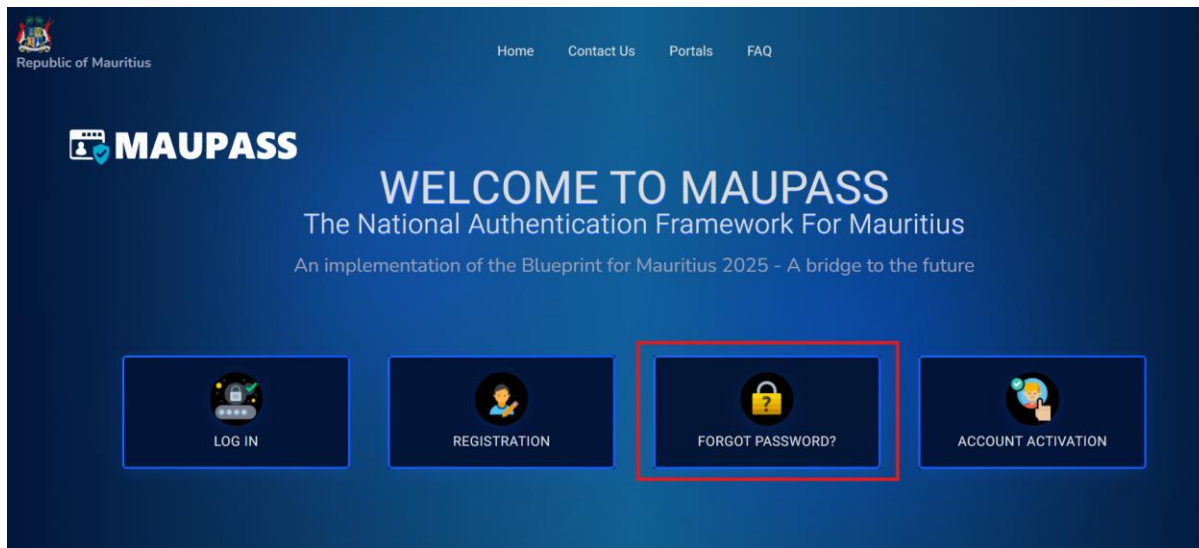 Republic of Mauritius
Home Contact Us Portals FAQ
MAUPASS
WELCOME TO MAUPASS
The National Authentication Framework For Mauritius
An implementation of the Blueprint for Mauritius 2025 - A bridge to the future
LOG IN
REGISTRATION
?
FORGOT PASSWORD?
ACCOUNT ACTIVATION